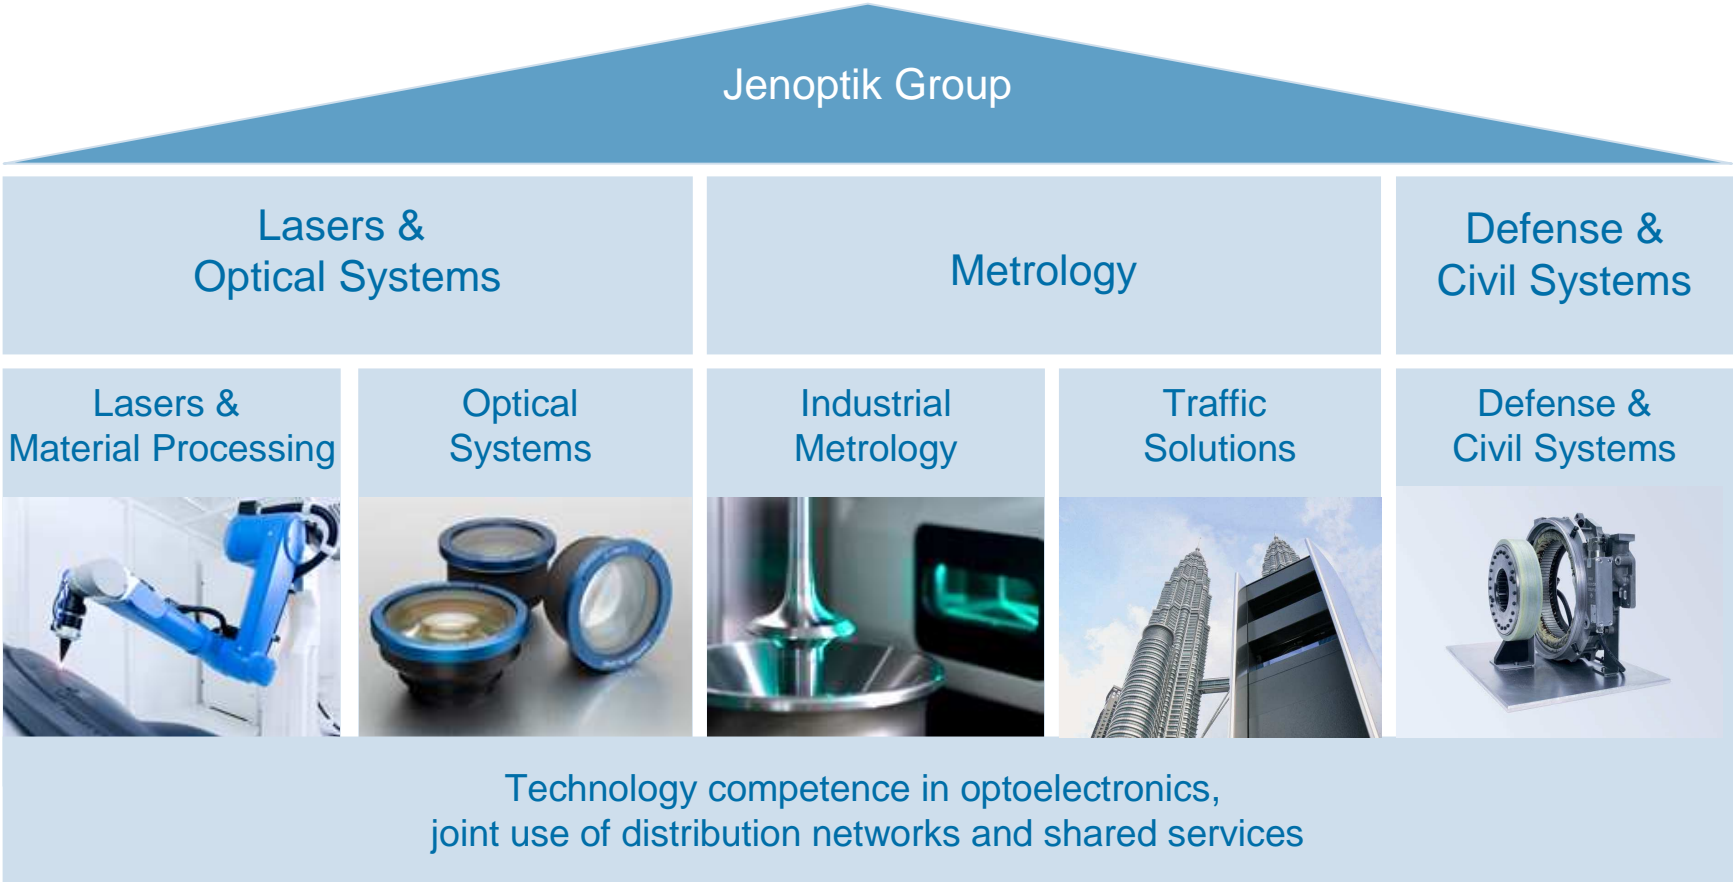 Jenoptik Group
Lasers &
Optical Systems
Metrology
Defense &
Civil Systems
Lasers &
Material Processing
Optical
Systems
Industrial
Metrology
Traffic
Solutions
Defense &
Civil Systems
Technology competence in optoelectronics,
joint use of distribution networks and shared services